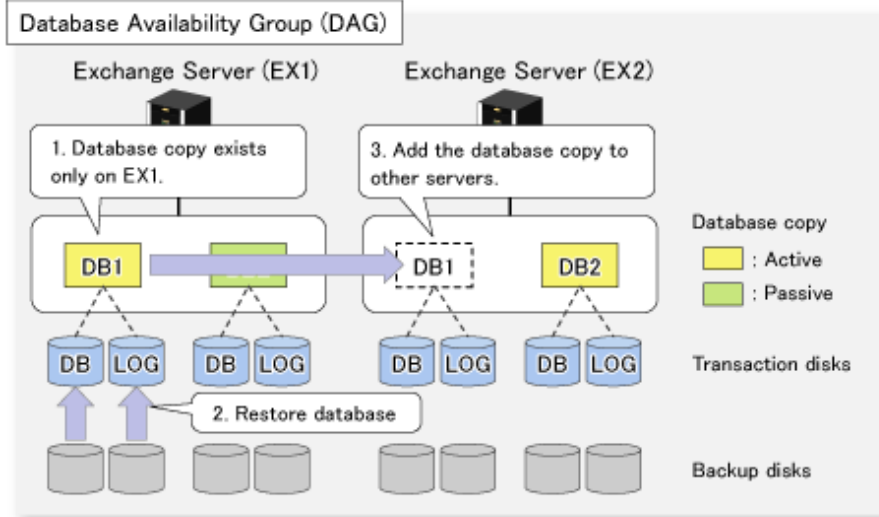 Database Availability Group (DAG)
Exchange Server (EX1)
Exchange Server (EX2)
1. Database copy exists
only on EX1.
3. Add the database copy to
other servers.
Database copy
: Active
: Passive
DB1
DB1
DB2
DB
LOG
DB
LOG
DB
LOG
DB
LOG
Transaction disks
2. Restore database
Backup disks